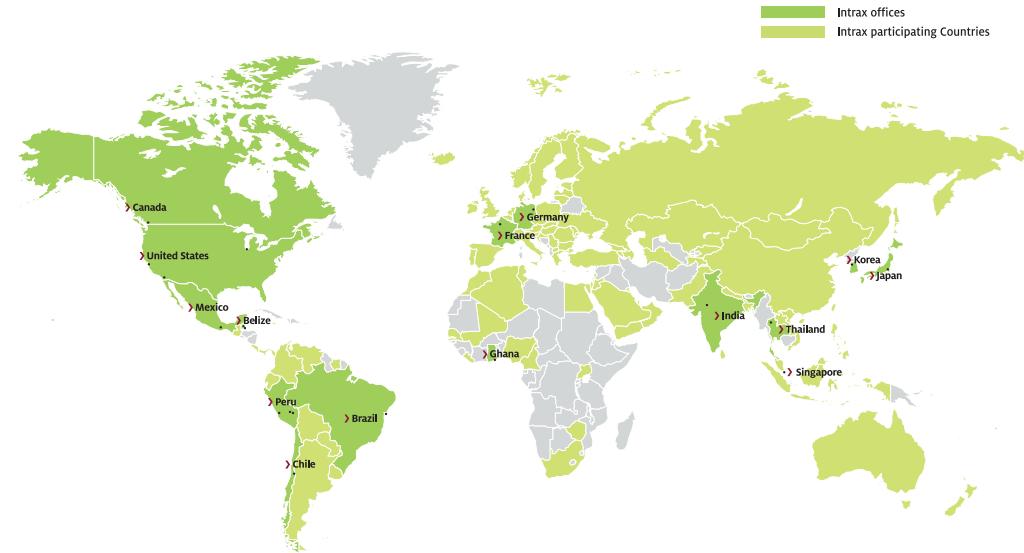 Intrax offices
Intrax participating Countries
Canada
United States
Mexico
Belize
Peru
Brazil
Chile
Germany
France
Ghana
India
Korea
Japan
Thailand
Singapore